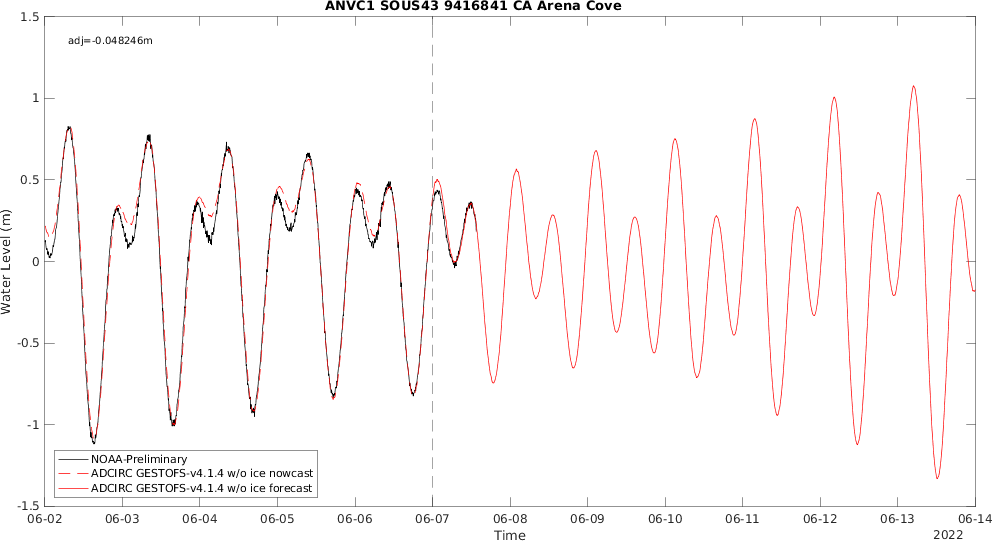 ANVC1 SOUS43 9416841 CA Arena Cove
adj=-0.048246m
1.5
1
0.5
0
-0.5
-1
-1.5
Water Level (m)
NOAA-Preliminary
ADCIRC GESTOFS-v4.1.4 w/o ice nowcast
ADCIRC GESTOFS-v4.1.4 w/o ice forecast
06-02 06-03 06-04 06-05 06-06 06-07 06-08 06-09 06-10 06-11 06-12 06-13 06-14
Time
2022